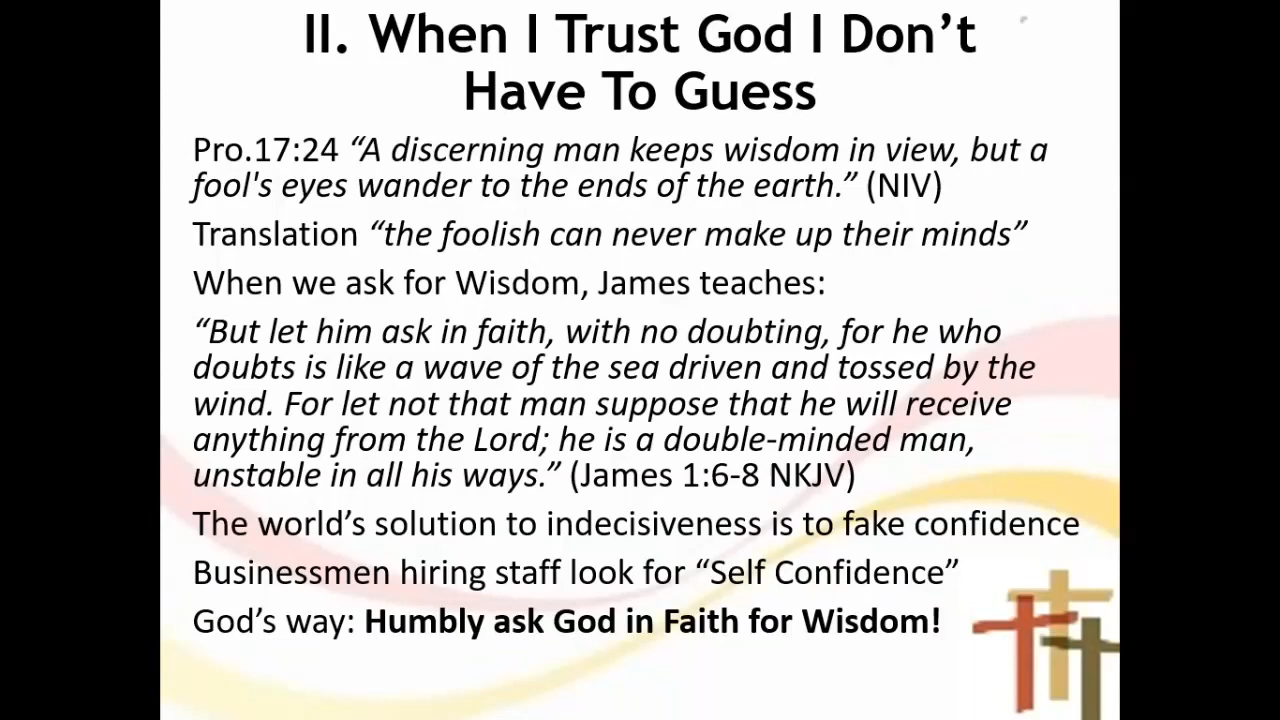 II. When I Trust God I Don’t
Have To Guess
Pro.17:24 “A discerning man keeps wisdom in view, but a
fool's eyes wander to the ends of the earth.” (NIV)
Translation “the foolish can never make up their minds”
When we ask for Wisdom, James teaches:
“But let him ask in faith, with no doubting, for he who
doubts is like a wave of the sea driven and tossed by the
wind. For let not that man suppose that he will receive
anything from the Lord; he is a double-minded man,
unstable in all his ways.” (James 1:6-8 NKJV)
The world’s solution to indecisiveness is to fake confidence
Businessmen hiring staff look for “Self Confidence”
God’s way: Humbly ask God in Faith for Wisdom!